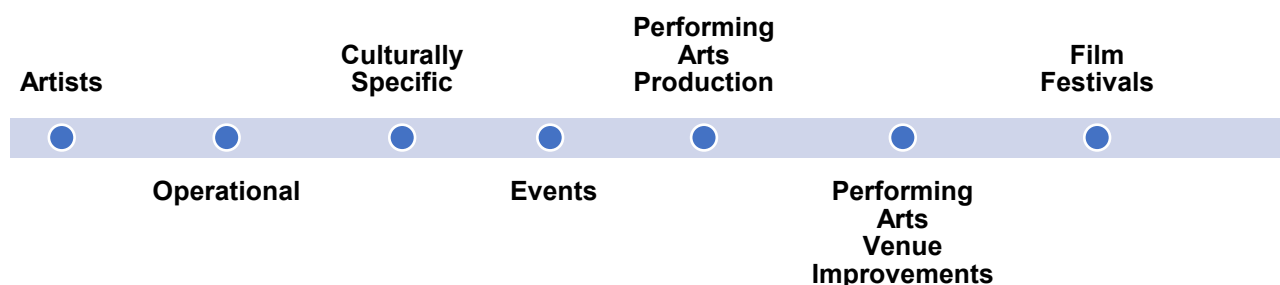 Artists
Operational
Culturally
Specific
Events
Performing
Arts
Production
Performing
Arts
Venue
Improvements
Film
Festivals